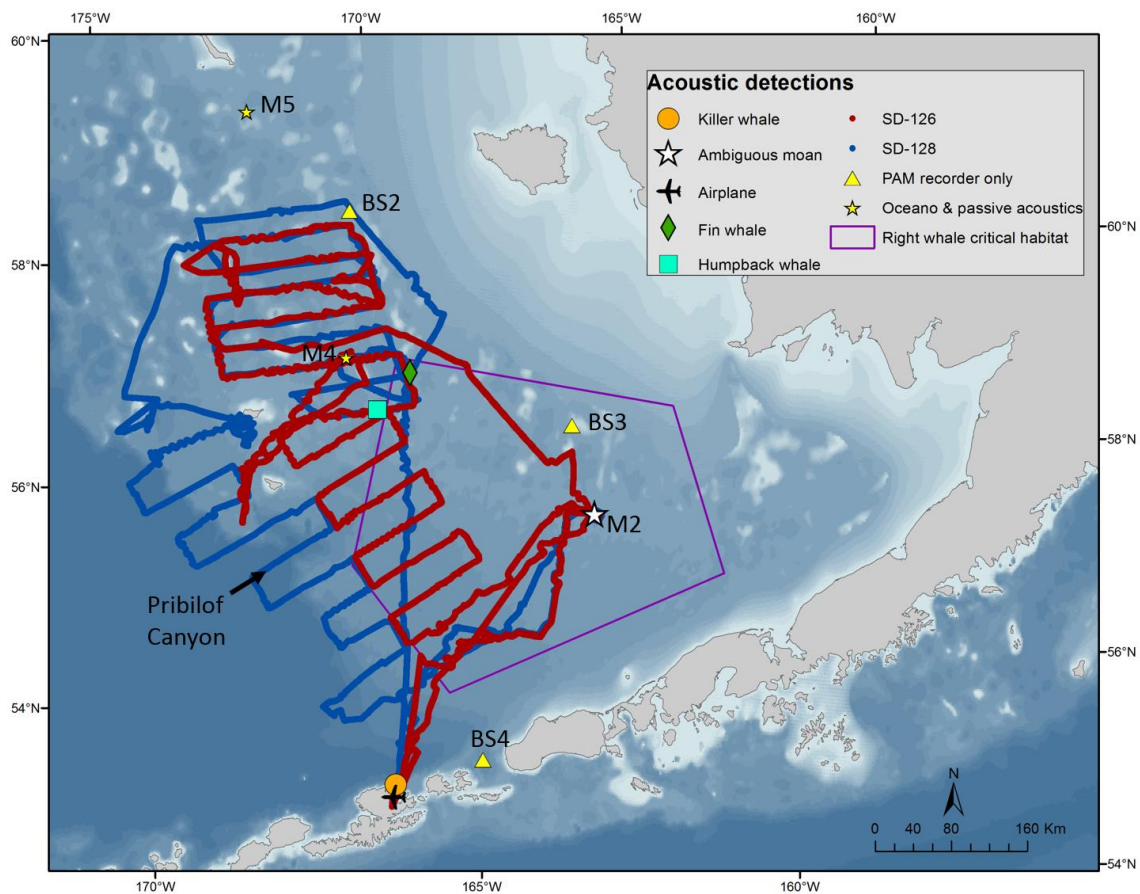 175°W 170°W 165°W 160°W
60°N
Acoustic detections
Killer whale
Ambiguous moan
Airplane
Fin whale
Humpback whale
SD-126
SD-128
PAM recorder only
Oceano & passive acoustics
Right whale critical habitat
M5
BS2
60°N
58°N
M4
BS3
58°N
56°N
M2
Pribilof
Canyon
56°N
54°N
BS4
N
0 40 80 160 Km
54°N
170°W 165°W 160°W